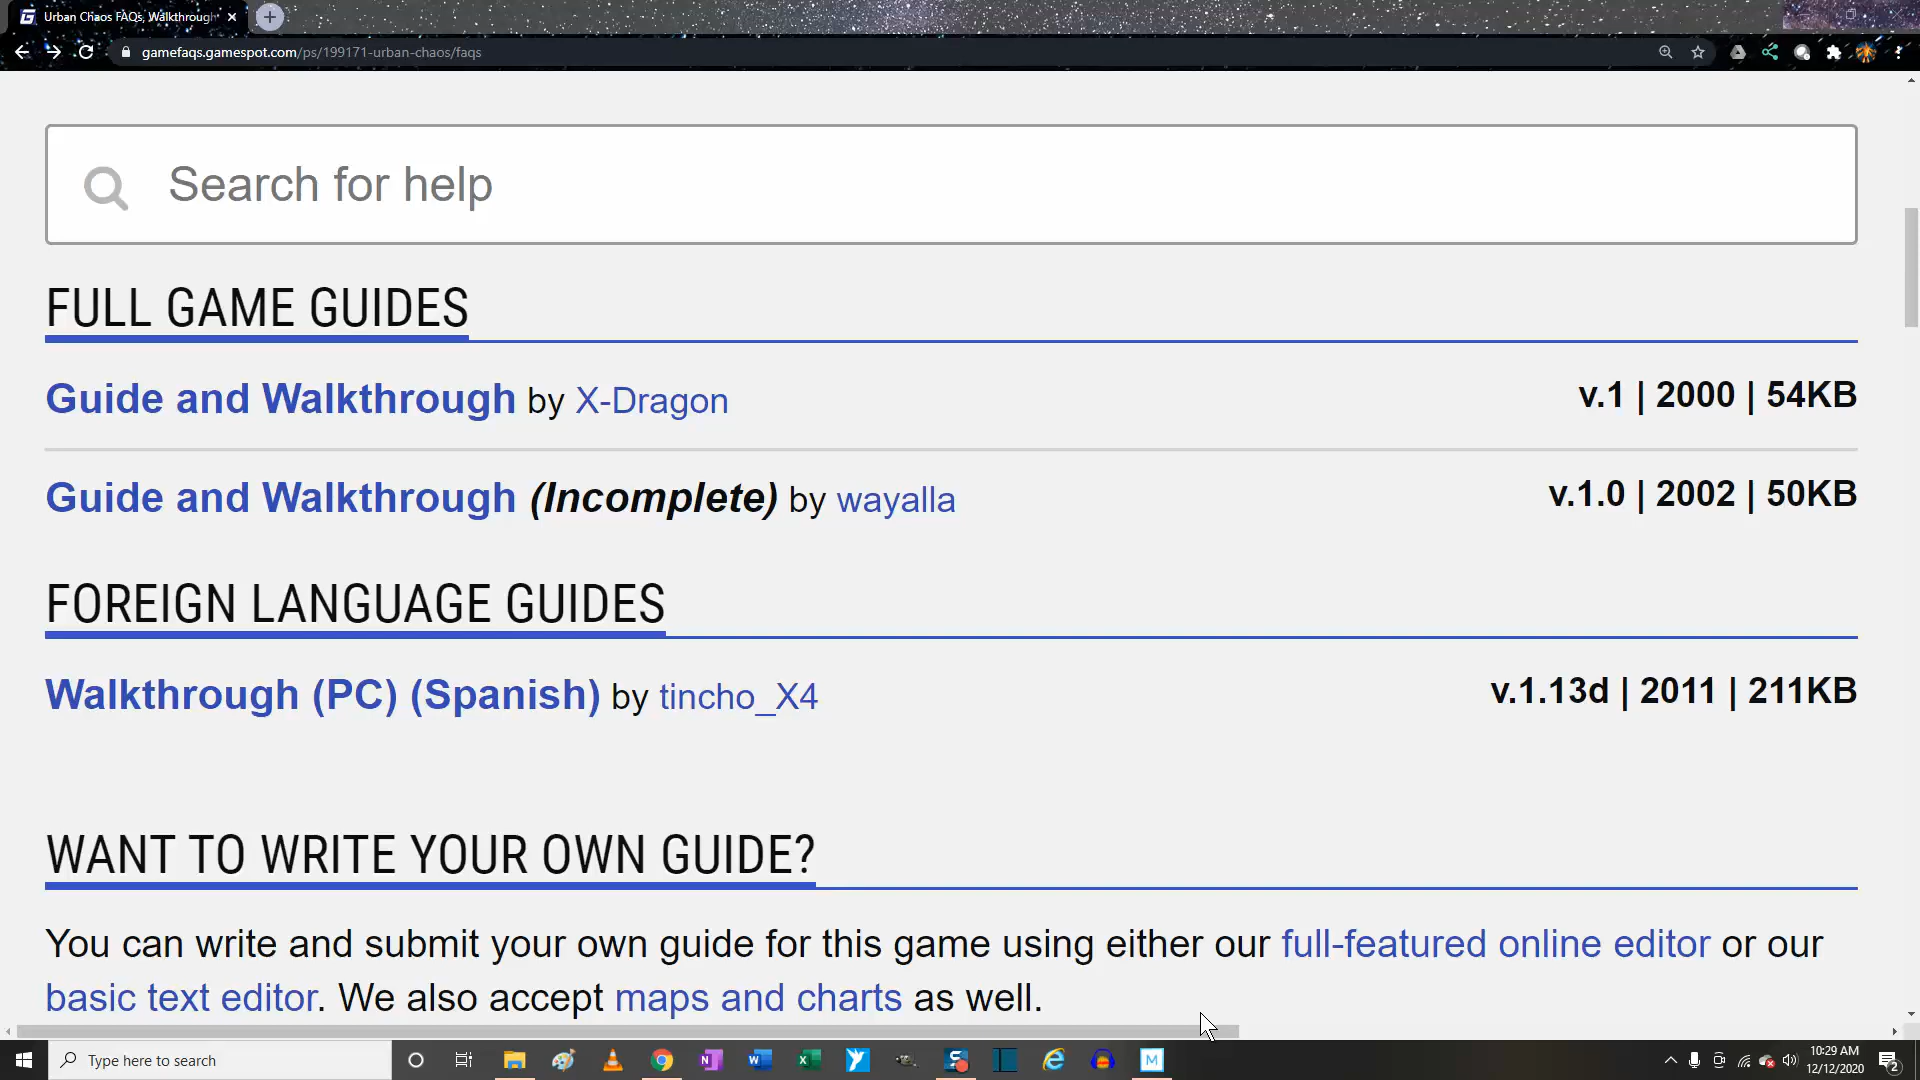 Urban Chaos FAQs, Walkthrough
gamefaqs.gamespot.com/ps/199171-urban-chaos/faqs
Search for help
FULL GAME GUIDES
Guide and Walkthrough by X-Dragon v.1 | 2000 | 54KB
Guide and Walkthrough (Incomplete) by wayalla v.1.0 | 2002 | 50KB
FOREIGN LANGUAGE GUIDES
Walkthrough (PC) (Spanish) by tincho_X4 v.1.13d | 2011 | 211KB
WANT TO WRITE YOUR OWN GUIDE?
You can write and submit your own guide for this game using either our full-featured online editor or our
basic text editor. We also accept maps and charts as well.
Type here to search
10:29 AM
12/12/2020
2